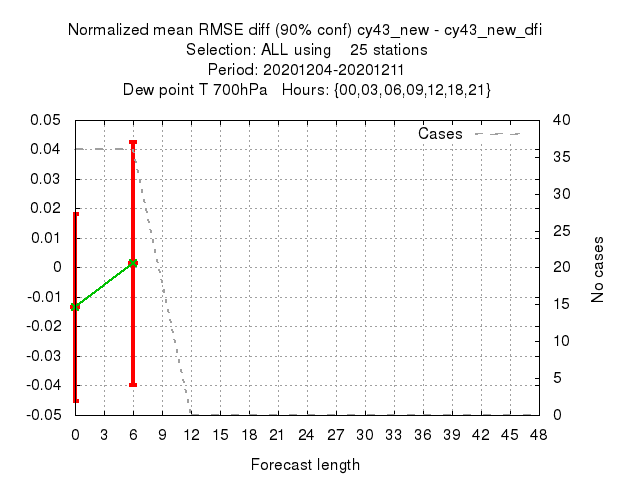 Normalized mean RMSE diff (90% conf) cy43_new - cy43_new_dfi
Selection: ALL using    25 stations
Period: 20201204-20201211
Dew point T 700hPa   Hours: {00,03,06,09,12,18,21}
Cases
0.05
0.04
0.03
0.02
0.01
0
-0.01
-0.02
-0.03
-0.04
-0.05
40
35
30
25
20
15
10
5
0
No cases
0 3 6 9 12 15 18 21 24 27 30 33 36 39 42 45 48
Forecast length